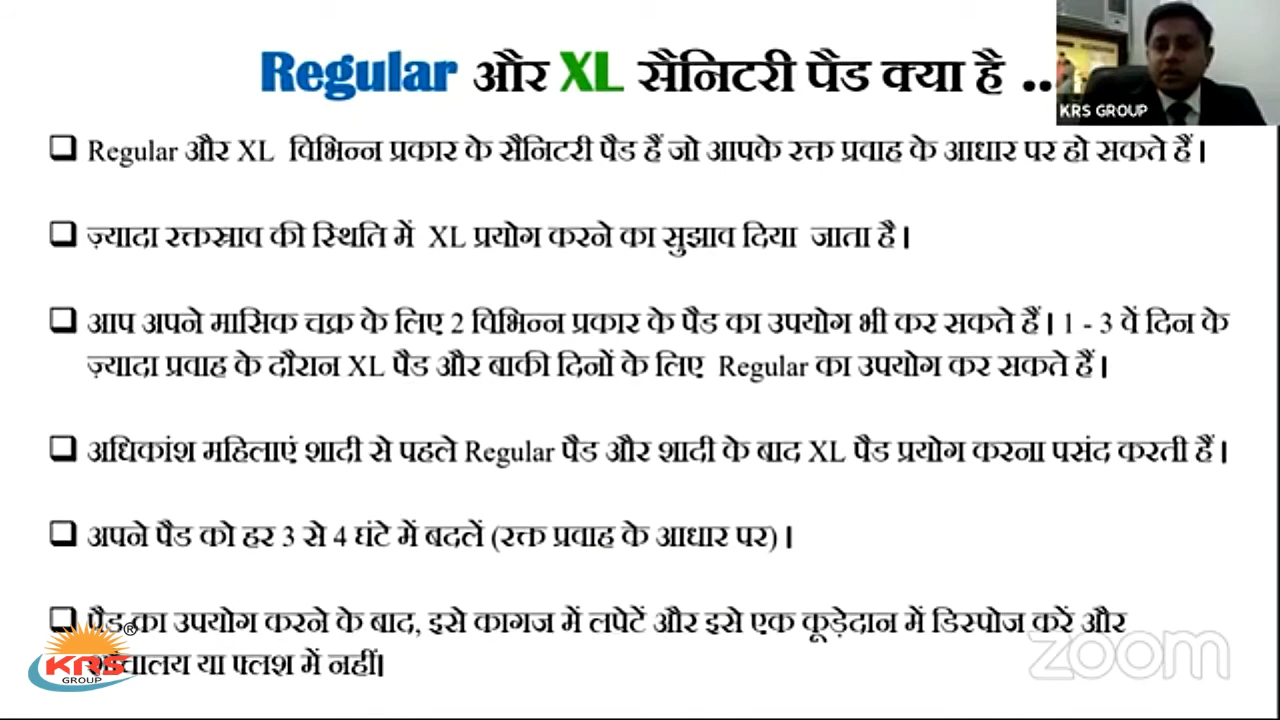 Regular और XL सैनिटरी पैड क्या है ..
KRS GROUP
❑ Regular और XL विभिन्न प्रकार के सैनिटरी पैड हैं जो आपके रक्त प्रवाह के आधार पर हो सकते हैं।
❑ ज़्यादा रक्तस्राव की स्थिति में XL प्रयोग करने का सुझाव दिया जाता है।
❑ आप अपने मासिक चक्र के लिए 2 विभिन्न प्रकार के पैड का उपयोग भी कर सकते हैं। 1 - 3 वें दिन के
ज़्यादा प्रवाह के दौरान XL पैड और बाकी दिनों के लिए Regular का उपयोग कर सकते हैं।
❑ अधिकांश महिलाएं शादी से पहले Regular पैड और शादी के बाद XL पैड प्रयोग करना पसंद करती हैं।
❑ अपने पैड को हर 3 से 4 घंटे में बदलें (रक्त प्रवाह के आधार पर)।
❑ पैड का उपयोग करने के बाद, इसे कागज में लपेटें और इसे एक कूड़ेदान में डिस्पोज करें और
शौचालय या फ्लश में नहीं।
KRS ®
GROUP
zoom